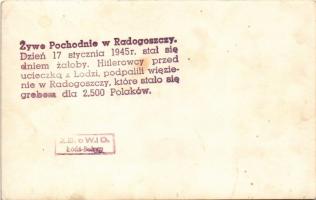 Żywe Pochodnie w Radogoszczy.
Dzień 17 stycznia 1945r. stał się
dniem żałoby. Hitlerowcy przed
ucieczką z Łodzi, podpalili więzie-
nie w Radogoszczy, które stało się
grobem dla 2,500 Polaków.
Z.B. o W.i D.
Łódź-